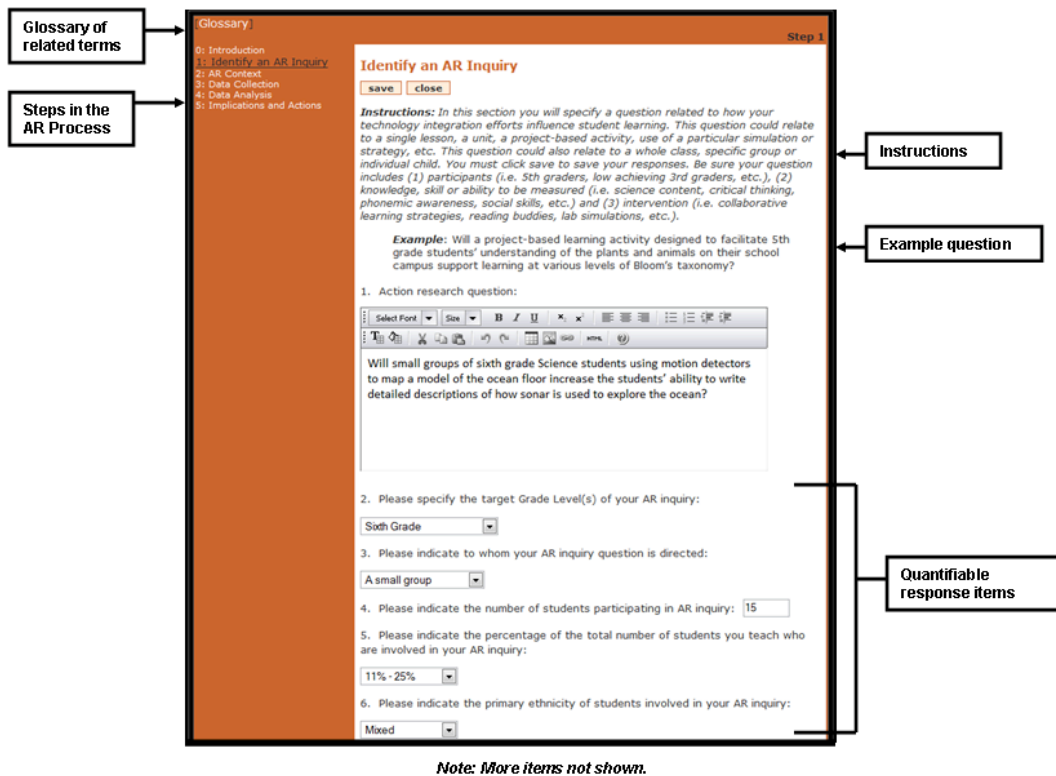 Glossary of
related terms
[Glossary]
Step 1
0: Introduction
1: Identify an AR Inquiry
2: AR Context
3: Data Collection
4: Data Analysis
5: Implications and Actions
Steps in the
AR Process
Identify an AR Inquiry
save close
Instructions: In this section you will specify a question related to how your
technology integration efforts influence student learning. This question could relate
to a single lesson, a unit, a project-based activity, use of a particular simulation or
strategy, etc. This question could also relate to a whole class, specific group or
individual child. You must click save to save your responses. Be sure your question
includes (1) participants (i.e. 5th graders, low achieving 3rd graders, etc.), (2)
knowledge, skill or ability to be measured (i.e. science content, critical thinking,
phonemic awareness, social skills, etc.) and (3) intervention (i.e. collaborative
learning strategies, reading buddies, lab simulations, etc.).
Instructions
Example: Will a project-based learning activity designed to facilitate 5th
grade students' understanding of the plants and animals on their school
campus support learning at various levels of Bloom's taxonomy?
Example question
1. Action research question:
Select Font Size B I U x, x²
HTML
Will small groups of sixth grade Science students using motion detectors
to map a model of the ocean floor increase the students' ability to write
detailed descriptions of how sonar is used to explore the ocean?
2. Please specify the target Grade Level(s) of your AR inquiry:
Sixth Grade
3. Please indicate to whom your AR inquiry question is directed:
A small group
4. Please indicate the number of students participating in AR inquiry: 15
5. Please indicate the percentage of the total number of students you teach who
are involved in your AR inquiry:
11% - 25%
6. Please indicate the primary ethnicity of students involved in your AR inquiry:
Mixed
Quantifiable
response items
Note: More items not shown.